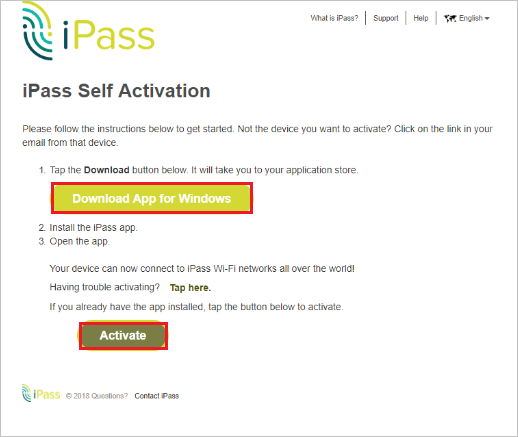 iPass
What is iPass? Support Help English
iPass Self Activation
Please follow the instructions below to get started. Not the device you want to activate? Click on the link in your
email from that device.
1. Tap the Download button below. It will take you to your application store.
Download App for Windows
2. Install the iPass app.
3. Open the app.
Your device can now connect to iPass Wi-Fi networks all over the world!
Having trouble activating? Tap here.
If you already have the app installed, tap the button below to activate.
Activate
iPass © 2018 Questions? Contact iPass